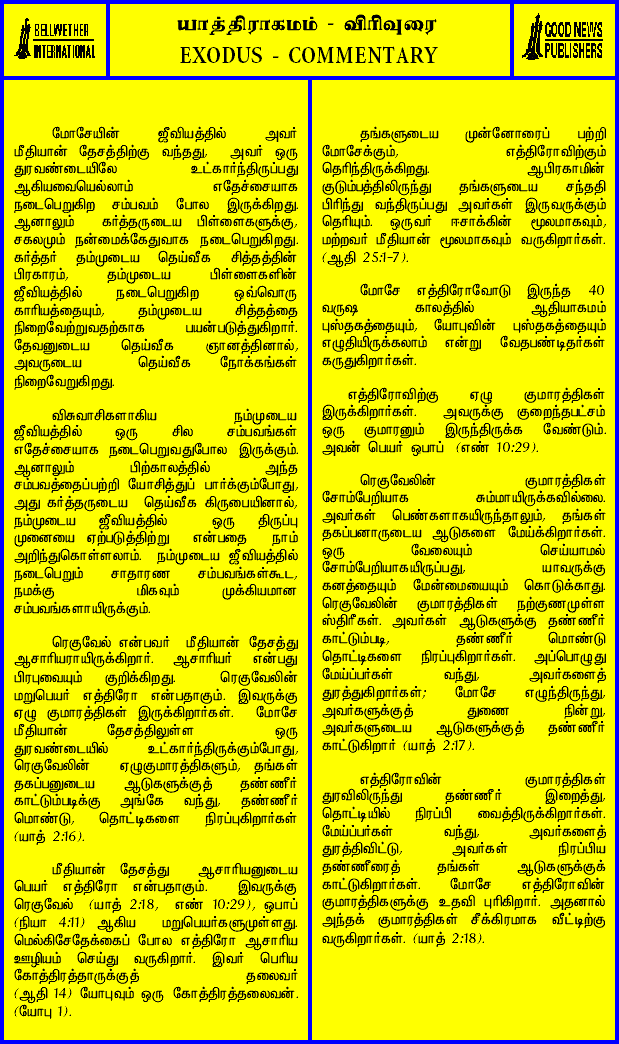 BELLWETHER
INTERNATIONAL
யாத்திராகமம் - விரிவுரை
EXODUS - COMMENTARY
GOOD NEWS
PUBLISHERS
மோசேயின் ஜீவியத்தில் அவர்
மீதியான் தேசத்திற்கு வந்தது, அவர் ஒரு
துரவண்டையிலே உட்கார்ந்திருப்பது
ஆகியவையெல்லாம் எதேச்சையாக
நடைபெறுகிற சம்பவம் போல இருக்கிறது.
ஆனாலும் கர்த்தருடைய பிள்ளைகளுக்கு,
சகலமும் நன்மைக்கேதுவாக நடைபெறுகிறது.
கர்த்தர் தம்முடைய தெய்வீக சித்தத்தின்
பிரகாரம், தம்முடைய பிள்ளைகளின்
ஜீவியத்தில் நடைபெறுகிற ஒவ்வொரு
காரியத்தையும், தம்முடைய சித்தத்தை
நிறைவேற்றுவதற்காக பயன்படுத்துகிறார்.
தேவனுடைய தெய்வீக ஞானத்தினால்,
அவருடைய தெய்வீக நோக்கங்கள்
நிறைவேறுகிறது.
விசுவாசிகளாகிய நம்முடைய
ஜீவியத்தில் ஒரு சில சம்பவங்கள்
எதேச்சையாக நடைபெறுவதுபோல இருக்கும்.
ஆனாலும் பிற்காலத்தில் அந்த
சம்பவத்தைப்பற்றி யோசித்துப் பார்க்கும்போது,
அது கர்த்தருடைய தெய்வீக கிருபையினால்,
நம்முடைய ஜீவியத்தில் ஒரு திருப்பு
முனையை ஏற்படுத்திற்று என்பதை நாம்
அறிந்துகொள்ளலாம். நம்முடைய ஜீவியத்தில்
நடைபெறும் சாதாரண சம்பவங்கள்கூட,
நமக்கு மிகவும் முக்கியமான
சம்பவங்களாயிருக்கும்.
ரெகுவேல் என்பவர் மீதியான் தேசத்து
ஆசாரியராயிருக்கிறார். ஆசாரியர் என்பது
பிரபுவையும் குறிக்கிறது. ரெகுவேலின்
மறுபெயர் எத்திரோ என்பதாகும். இவருக்கு
ஏழு குமாரத்திகள் இருக்கிறார்கள். மோசே
மீதியான் தேசத்திலுள்ள ஒரு
துரவண்டையில் உட்கார்ந்திருக்கும்போது,
ரெகுவேலின் ஏழுகுமாரத்திகளும், தங்கள்
தகப்பனுடைய ஆடுகளுக்குத் தண்ணீர்
காட்டும்படிக்கு அங்கே வந்து, தண்ணீர்
மொண்டு, தொட்டிகளை நிரப்புகிறார்கள்
(யாத் 2:16).
மீதியான் தேசத்து ஆசாரியனுடைய
பெயர் எத்திரோ என்பதாகும். இவருக்கு
ரெகுவேல் (யாத் 2:18, எண் 10:29), ஓபாப்
(நியா 4:11) ஆகிய மறுபெயர்களுமுள்ளது.
மெல்கிசேதேக்கைப் போல எத்திரோ ஆசாரிய
ஊழியம் செய்து வருகிறார். இவர் பெரிய
கோத்திரத்தாருக்குத் தலைவர்
(ஆதி 14) யோபுவும் ஒரு கோத்திரத்தலைவன்.
(யோபு 1).
தங்களுடைய முன்னோரைப் பற்றி
மோசேக்கும், எத்திரோவிற்கும்
தெரிந்திருக்கிறது. ஆபிரகாமின்
குடும்பத்திலிருந்து தங்களுடைய சந்ததி
பிரிந்து வந்திருப்பது அவர்கள் இருவருக்கும்
தெரியும். ஒருவர் ஈசாக்கின் மூலமாகவும்,
மற்றவர் மீதியான் மூலமாகவும் வருகிறார்கள்.
(ஆதி 25:1-7).
மோசே எத்திரோவோடு இருந்த 40
வருஷ காலத்தில் ஆதியாகமம்
புஸ்தகத்தையும், யோபுவின் புஸ்தகத்தையும்
எழுதியிருக்கலாம் என்று வேதபண்டிதர்கள்
கருதுகிறார்கள்.
எத்திரோவிற்கு ஏழு குமாரத்திகள்
இருக்கிறார்கள். அவருக்கு குறைந்தபட்சம்
ஒரு குமாரனும் இருந்திருக்க வேண்டும்.
அவன் பெயர் ஒபாப் (எண் 10:29).
ரெகுவேலின் குமாரத்திகள்
சோம்பேறியாக சும்மாயிருக்கவில்லை.
அவர்கள் பெண்களாகயிருந்தாலும், தங்கள்
தகப்பனாருடைய ஆடுகளை மேய்க்கிறார்கள்.
ஒரு வேலையும் செய்யாமல்
சோம்பேறியாகயிருப்பது, யாவருக்கு
கனத்தையும் மேன்மையையும் கொடுக்காது.
ரெகுவேலின் குமாரத்திகள் நற்குணமுள்ள
ஸ்திரீகள். அவர்கள் ஆடுகளுக்கு தண்ணீர்
காட்டும்படி, தண்ணீர் மொண்டு
தொட்டிகளை நிரப்புகிறார்கள். அப்பொழுது
மேய்ப்பர்கள் வந்து, அவர்களைத்
துரத்துகிறார்கள்; மோசே எழுந்திருந்து,
அவர்களுக்குத் துணை நின்று,
அவர்களுடைய ஆடுகளுக்குத் தண்ணீர்
காட்டுகிறார் (யாத் 2:17).
எத்திரோவின் குமாரத்திகள்
துரவிலிருந்து தண்ணீர் இறைத்து,
தொட்டியில் நிரப்பி வைத்திருக்கிறார்கள்.
மேய்ப்பர்கள் வந்து, அவர்களைத்
துரத்திவிட்டு, அவர்கள் நிரப்பிய
தண்ணீரைத் தங்கள் ஆடுகளுக்குக்
காட்டுகிறார்கள். மோசே எத்திரோவின்
குமாரத்திகளுக்கு உதவி புரிகிறார். அதனால்
அந்தக் குமாரத்திகள் சீக்கிரமாக வீட்டிற்கு
வருகிறார்கள். (யாத் 2:18).